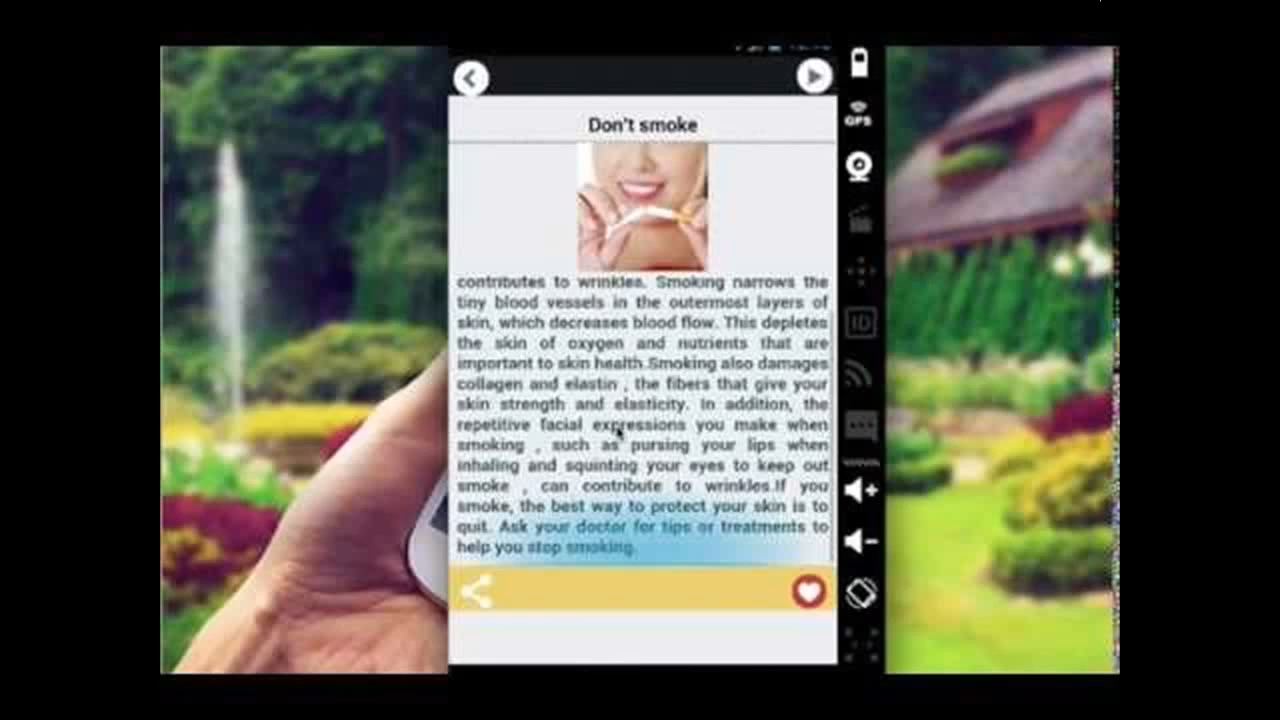 Don't smoke
GPS
contributes to wrinkles. Smoking narrows the
tiny blood vessels in the outermost layers of
skin, which decreases blood flow. This depletes
the skin of oxygen and nutrients that are
important to skin health.Smoking also damages
collagen and elastin , the fibers that give your
skin strength and elasticity. In addition, the
repetitive facial expressions you make when
smoking , such as pursing your lips when
inhaling and squinting your eyes to keep out
smoke , can contribute to wrinkles.If you
smoke, the best way to protect your skin is to
quit. Ask your doctor for tips or treatments to
help you stop smoking.
ID